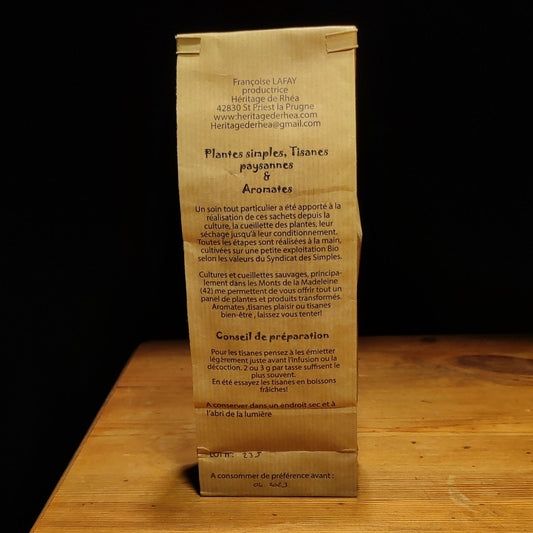 Françoise LAFAY
productrice
Héritage de Rhéa
42830 St Priest la Prugne
www.heritagederhea.com
Heritagederhea@gmail.com
Plantes simples, Tisanes
paysannes
&
Aromates
Un soin tout particulier a été apporté à la
réalisation de ces sachets depuis la
culture, la cueillette des plantes, leur
séchage jusqu'à leur conditionnement.
Toutes les étapes sont réalisées à la main,
cultivées sur une petite exploitation Bio
selon les valeurs du Syndicat des Simples.
Cultures et cueillettes sauvages, principa-
lement dans les Monts de la Madeleine
(42) me permettent de vous offrir tout un
panel de plantes et produits transformés.
Aromates ,tisanes plaisir ou tisanes
bien-être , laissez vous tenter!
Conseil de préparation
Pour les tisanes pensez à les émietter
légèrement juste avant l'infusion ou la
décoction. 2 ou 3 g par tasse suffisent le
plus souvent.
En été essayez les tisanes en boissons
fraîches!
A conserver dans un endroit sec et à
l'abri de la lumière
LOT n°: 235
A consommer de préférence avant :
06 2023